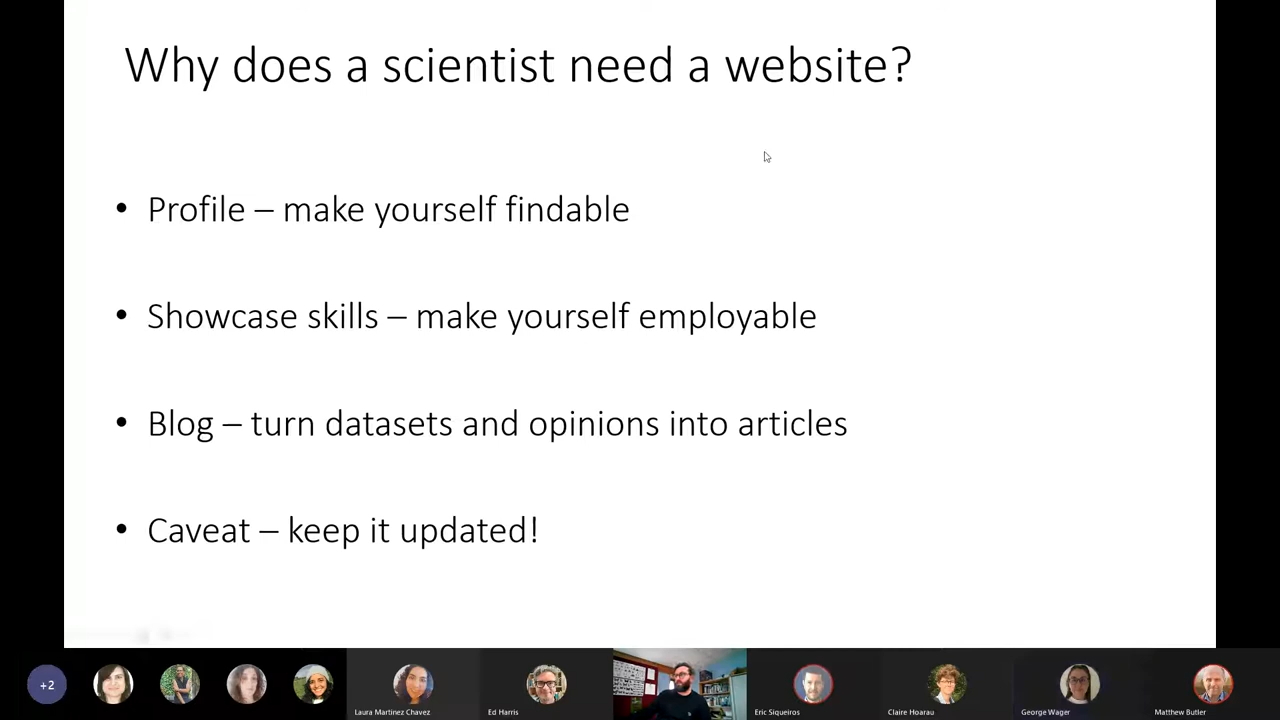 Why does a scientist need a website?
• Profile – make yourself findable
• Showcase skills – make yourself employable
• Blog – turn datasets and opinions into articles
• Caveat – keep it updated!
+2
Laura Martinez Chavez
Ed Harris
Eric Siqueiros
Claire Hoarau
George Wager
Matthew Butler